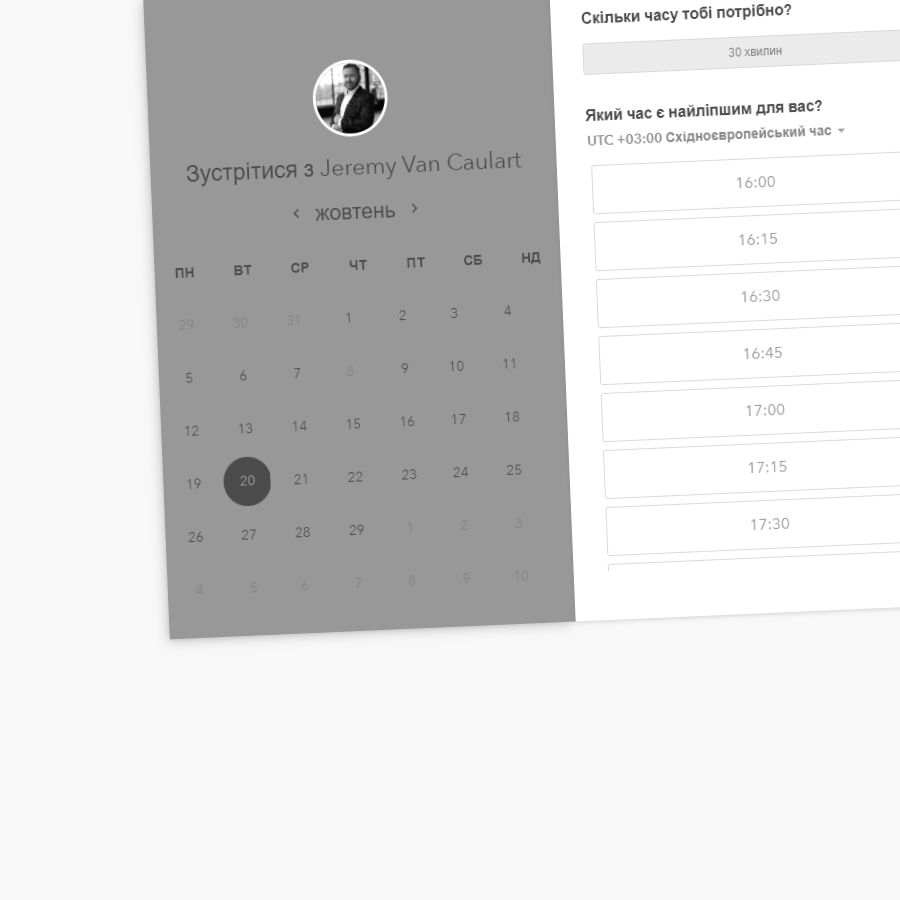 Зустрітися з Jeremy Van Caulart
‹ жовтень ›
ПН ВТ СР ЧТ ПТ СБ НД
29 30 31 1 2 3 4
5 6 7 8 9 10 11
12 13 14 15 16 17 18
19 20 21 22 23 24 25
26 27 28 29 1 2 3
4 5 6 7 8 9 10
Скільки часу тобі потрібно?
30 хвилин
Який час є найліпшим для вас?
UTC +03:00 Східноєвропейський час
16:00
16:15
16:30
16:45
17:00
17:15
17:30